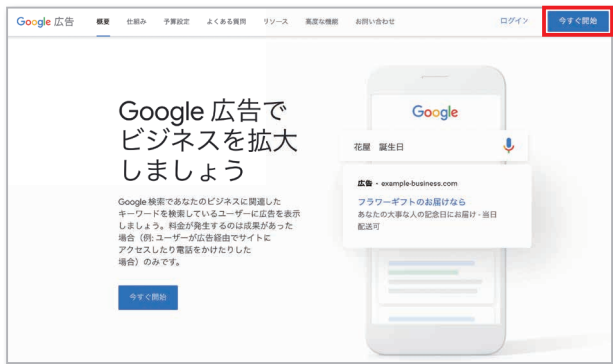 Google 広告 概要 仕組み 予算設定 よくある質問 リソース 高度な機能 お問い合わせ ログイン 今すぐ開始
Google 広告で
ビジネスを拡大
しましょう
Google 検索であなたのビジネスに関連した
キーワードを検索しているユーザーに広告を表示
しましょう。料金が発生するのは成果があった
場合（例: ユーザーが広告経由でサイトに
アクセスしたり電話をかけたりした
場合）のみです。
今すぐ開始
Google
花屋 誕生日
広告・example-business.com
フラワーギフトのお届けなら
あなたの大事な人の記念日にお届け - 当日
配送可